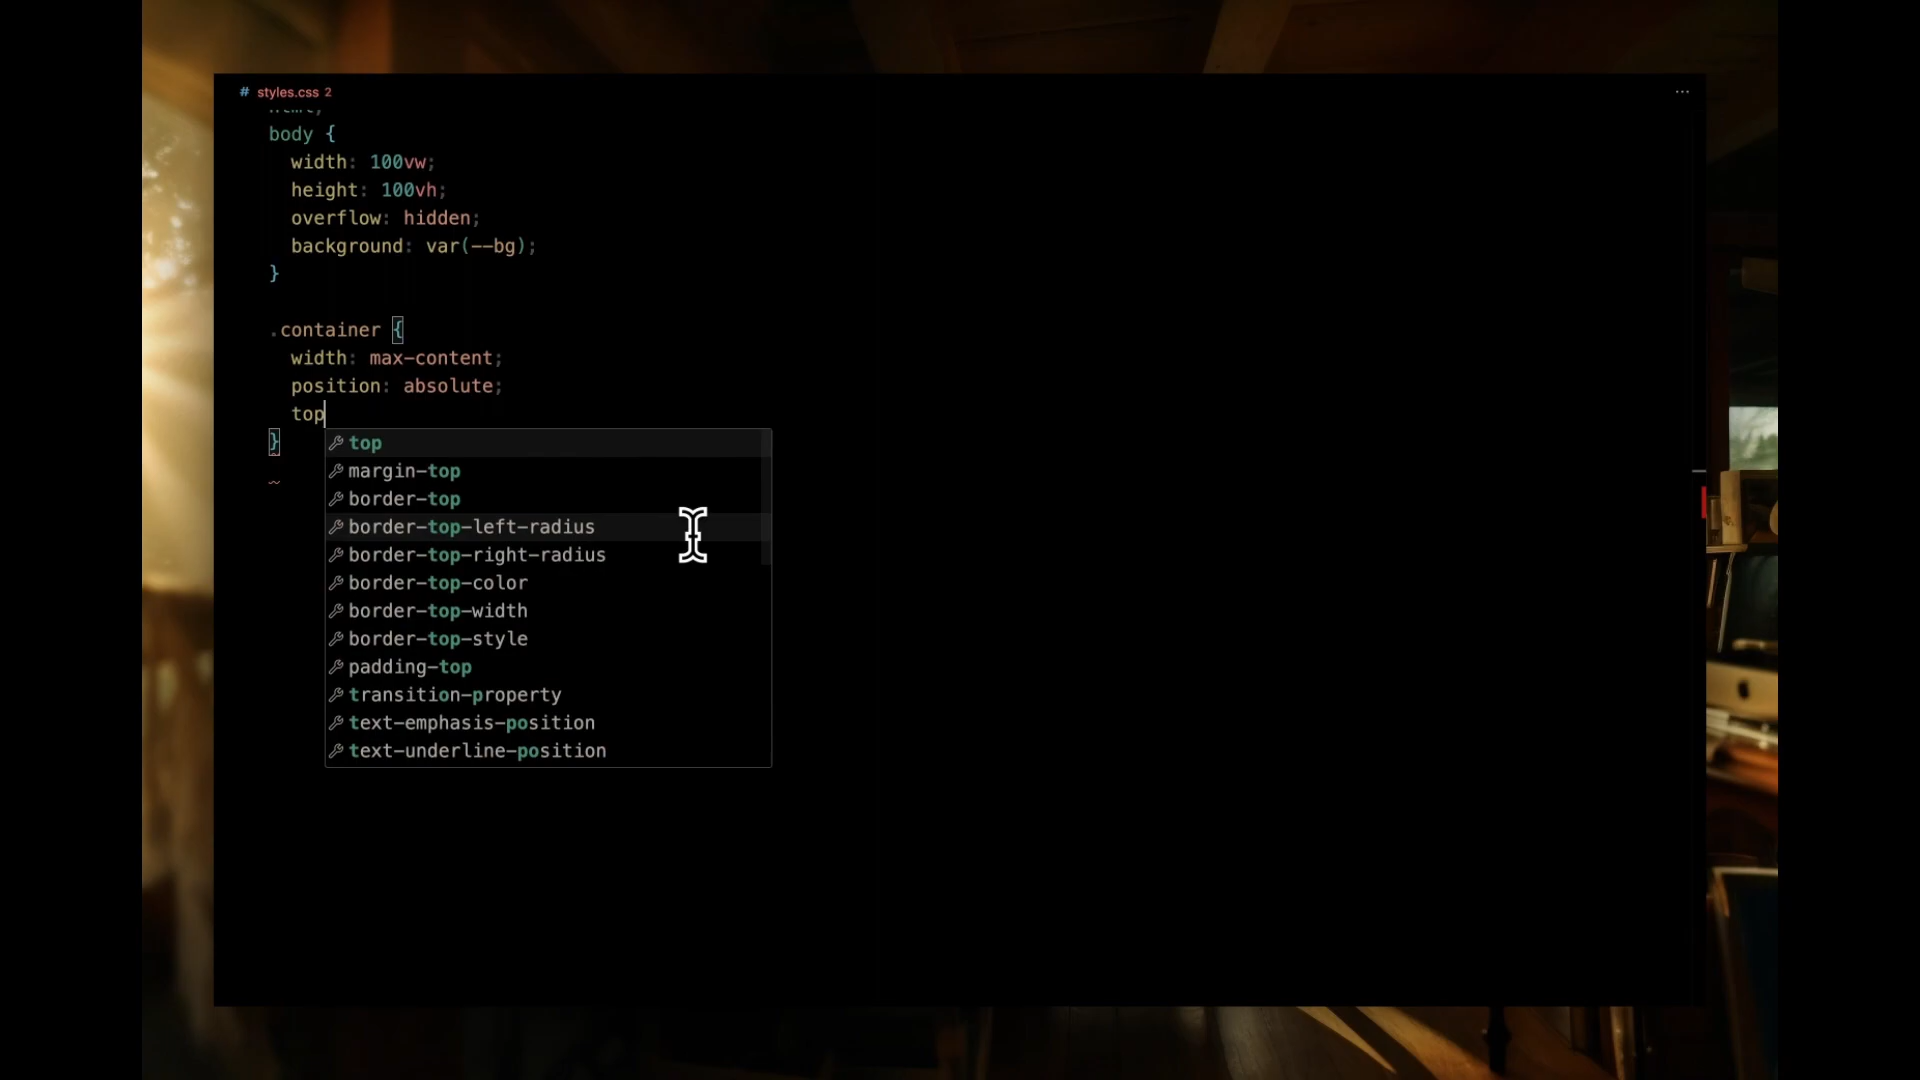 # styles.css 2
body {
width: 100vw;
height: 100vh;
overflow: hidden;
background: var(--bg);
}
.container {
width: max-content;
position: absolute;
top
}
top
margin-top
border-top
border-top-left-radius
border-top-right-radius
border-top-color
border-top-width
border-top-style
padding-top
transition-property
text-emphasis-position
text-underline-position